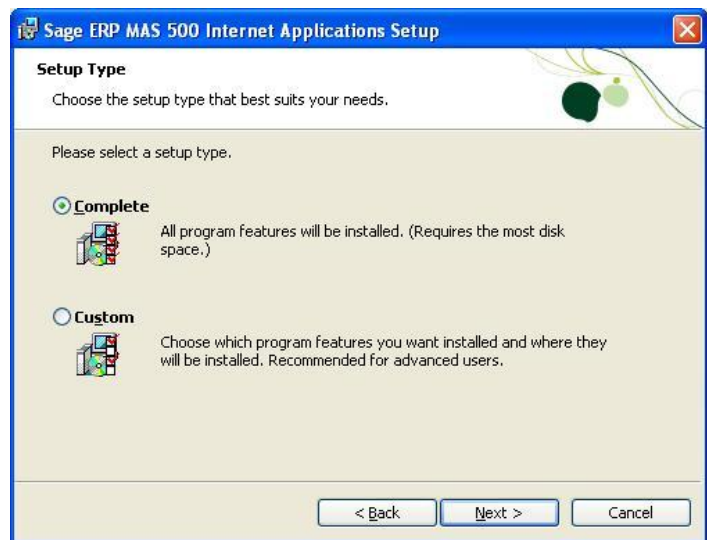 Sage ERP MAS 500 Internet Applications Setup
Setup Type
Choose the setup type that best suits your needs.
Please select a setup type.
Complete
All program features will be installed. (Requires the most disk
space.)
Custom
Choose which program features you want installed and where they
will be installed. Recommended for advanced users.
< Back
Next >
Cancel